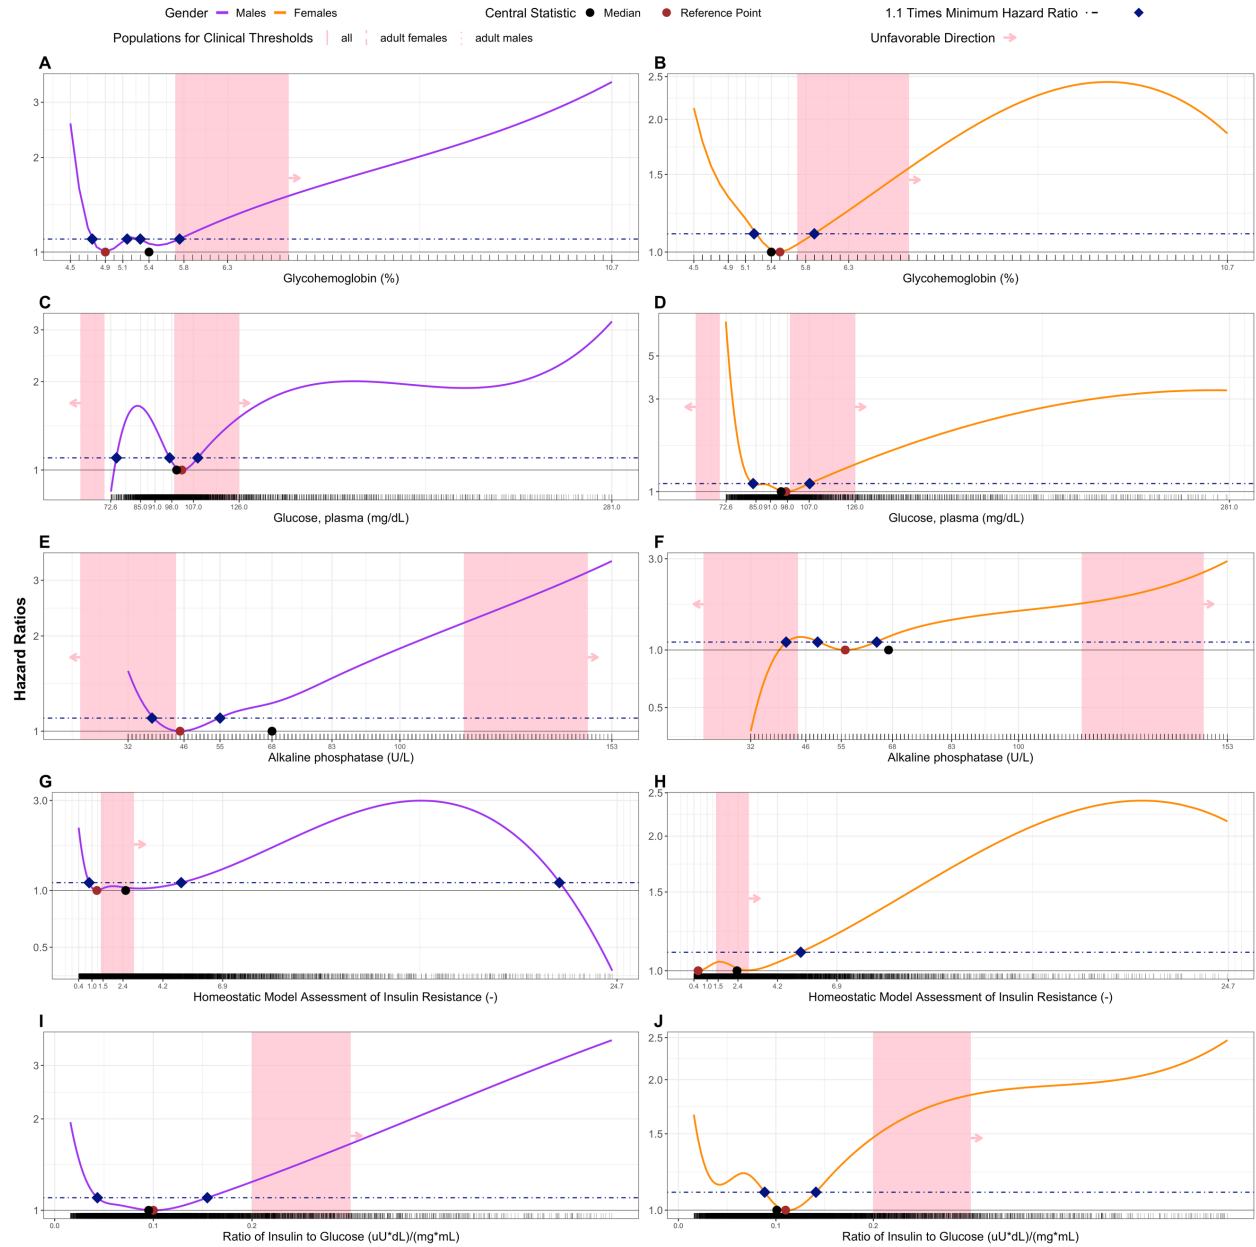 Gender Males Females Central Statistic Median Reference Point 1.1 Times Minimum Hazard Ratio
Populations for Clinical Thresholds all adult females adult males Unfavorable Direction
Hazard Ratios
A
3
2
1
4.5 4.9 5.1 5.4 5.8 6.3 10.7
Glycohemoglobin (%)
B
2.5
2.0
1.5
1.0
4.5 4.9 5.1 5.4 5.8 6.3 10.7
Glycohemoglobin (%)
C
3
2
1
72.6 85.0 91.0 98.0 107.0 126.0 281.0
Glucose, plasma (mg/dL)
D
5
3
1
72.6 85.0 91.0 98.0 107.0 126.0 281.0
Glucose, plasma (mg/dL)
E
3
2
1
32 46 55 68 83 100 153
Alkaline phosphatase (U/L)
F
3.0
1.0
0.5
32 46 55 68 83 100 153
Alkaline phosphatase (U/L)
G
3.0
1.0
0.5
0.4 1.0 1.5 2.4 4.2 6.9 24.7
Homeostatic Model Assessment of Insulin Resistance (-)
H
2.5
2.0
1.5
1.0
0.4 1.0 1.5 2.4 4.2 6.9 24.7
Homeostatic Model Assessment of Insulin Resistance (-)
I
3
2
1
0.0 0.1 0.2
Ratio of Insulin to Glucose (uU*dL)/(mg*mL)
J
2.5
2.0
1.5
1.0
0.0 0.1 0.2
Ratio of Insulin to Glucose (uU*dL)/(mg*mL)